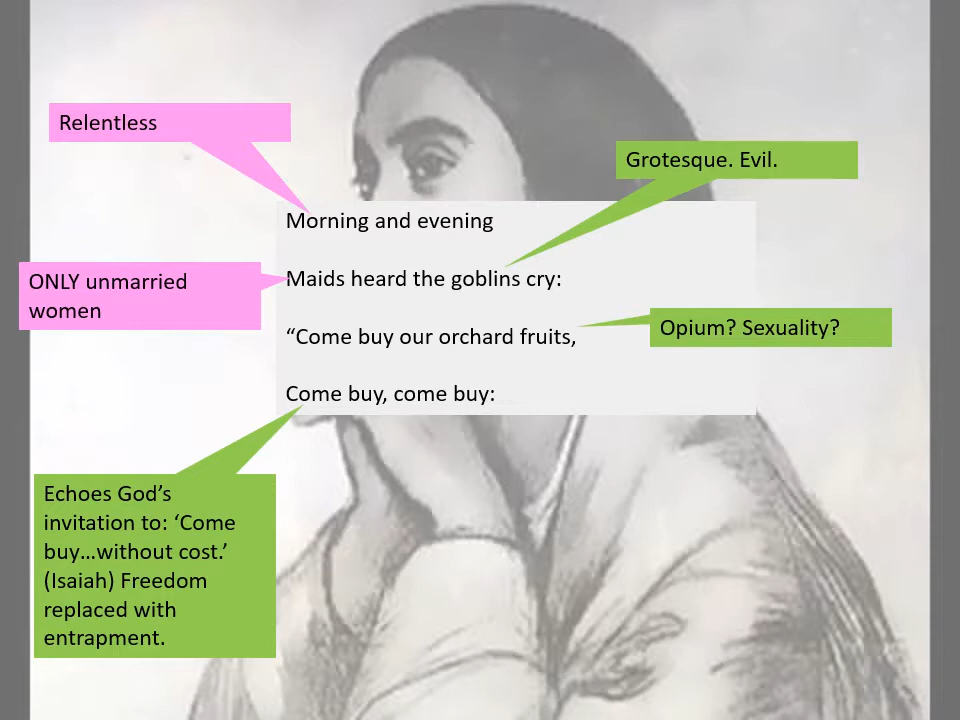 Relentless
Grotesque. Evil.
Morning and evening
ONLY unmarried
women
Maids heard the goblins cry:
“Come buy our orchard fruits,
Opium? Sexuality?
Come buy, come buy:
Echoes God’s
invitation to: ‘Come
buy…without cost.’
(Isaiah) Freedom
replaced with
entrapment.